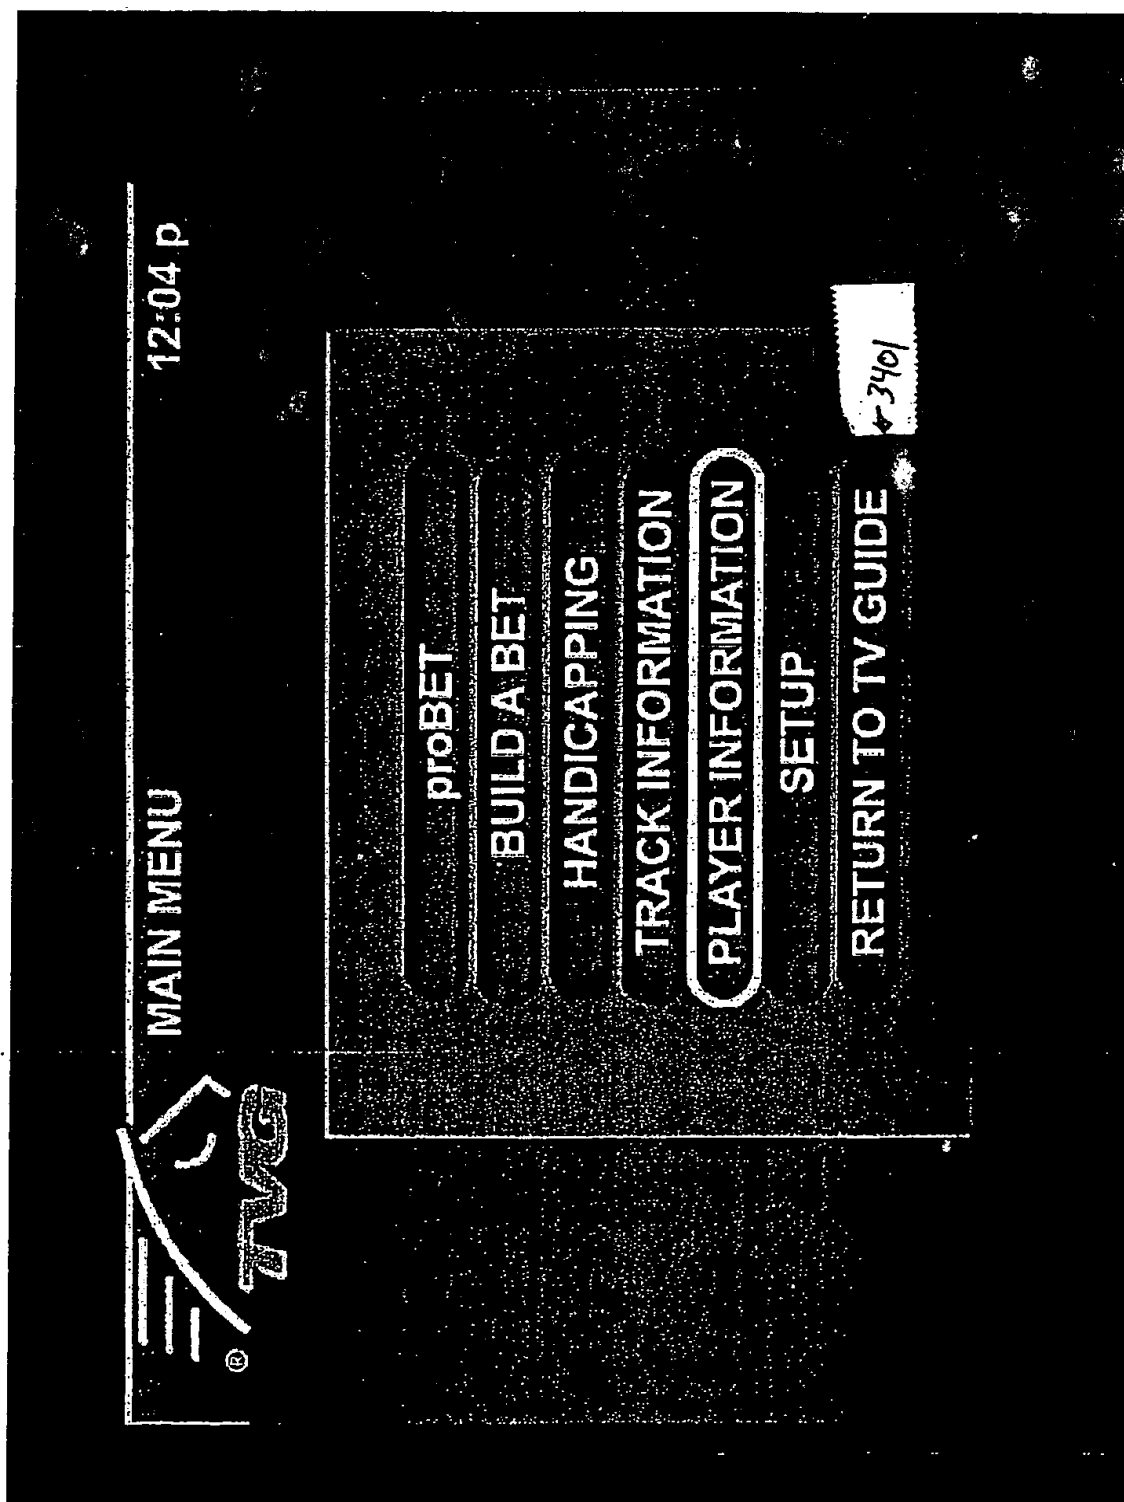 MAIN MENU 12:04 p
TVG
®
proBET
BUILD A BET
HANDICAPPING
TRACK INFORMATION
PLAYER INFORMATION
SETUP
RETURN TO TV GUIDE
3401